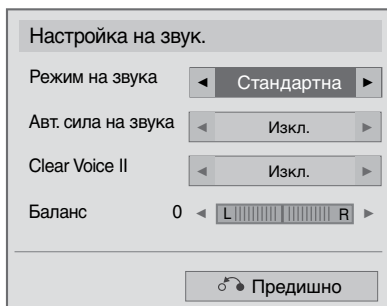 Настройка на звук.
Режим на звука ◄ Стандартна ►
Авт. сила на звука ◄ Изкл. ►
Clear Voice II ◄ Изкл. ►
Баланс 0 ◄ L R ►
Предишно